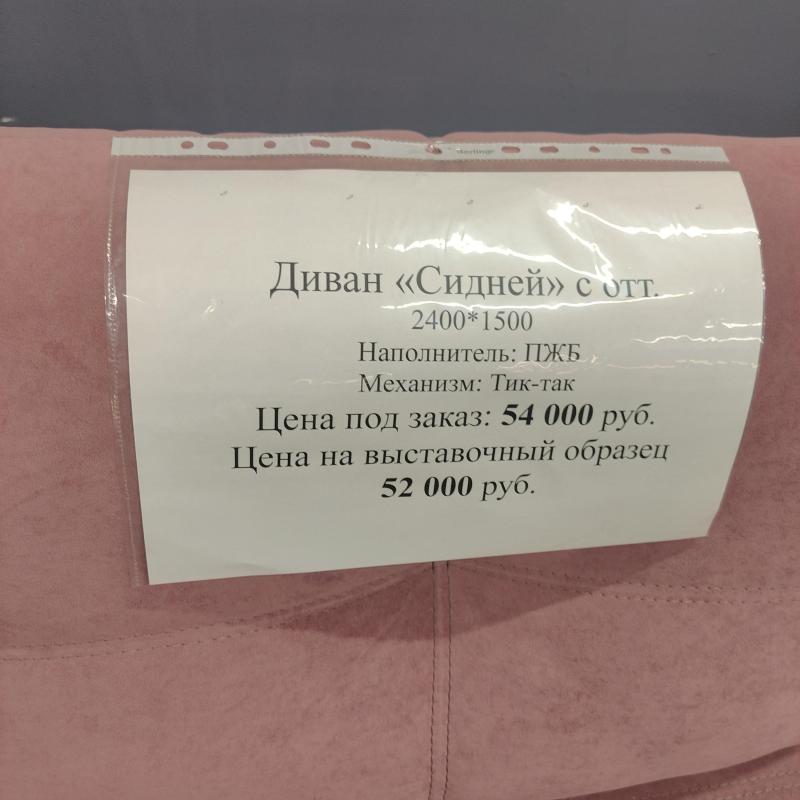 Диван «Сидней» с отт.
2400*1500
Наполнитель: ПЖБ
Механизм: Тик-так
Цена под заказ: 54 000 руб.
Цена на выставочный образец
52 000 руб.